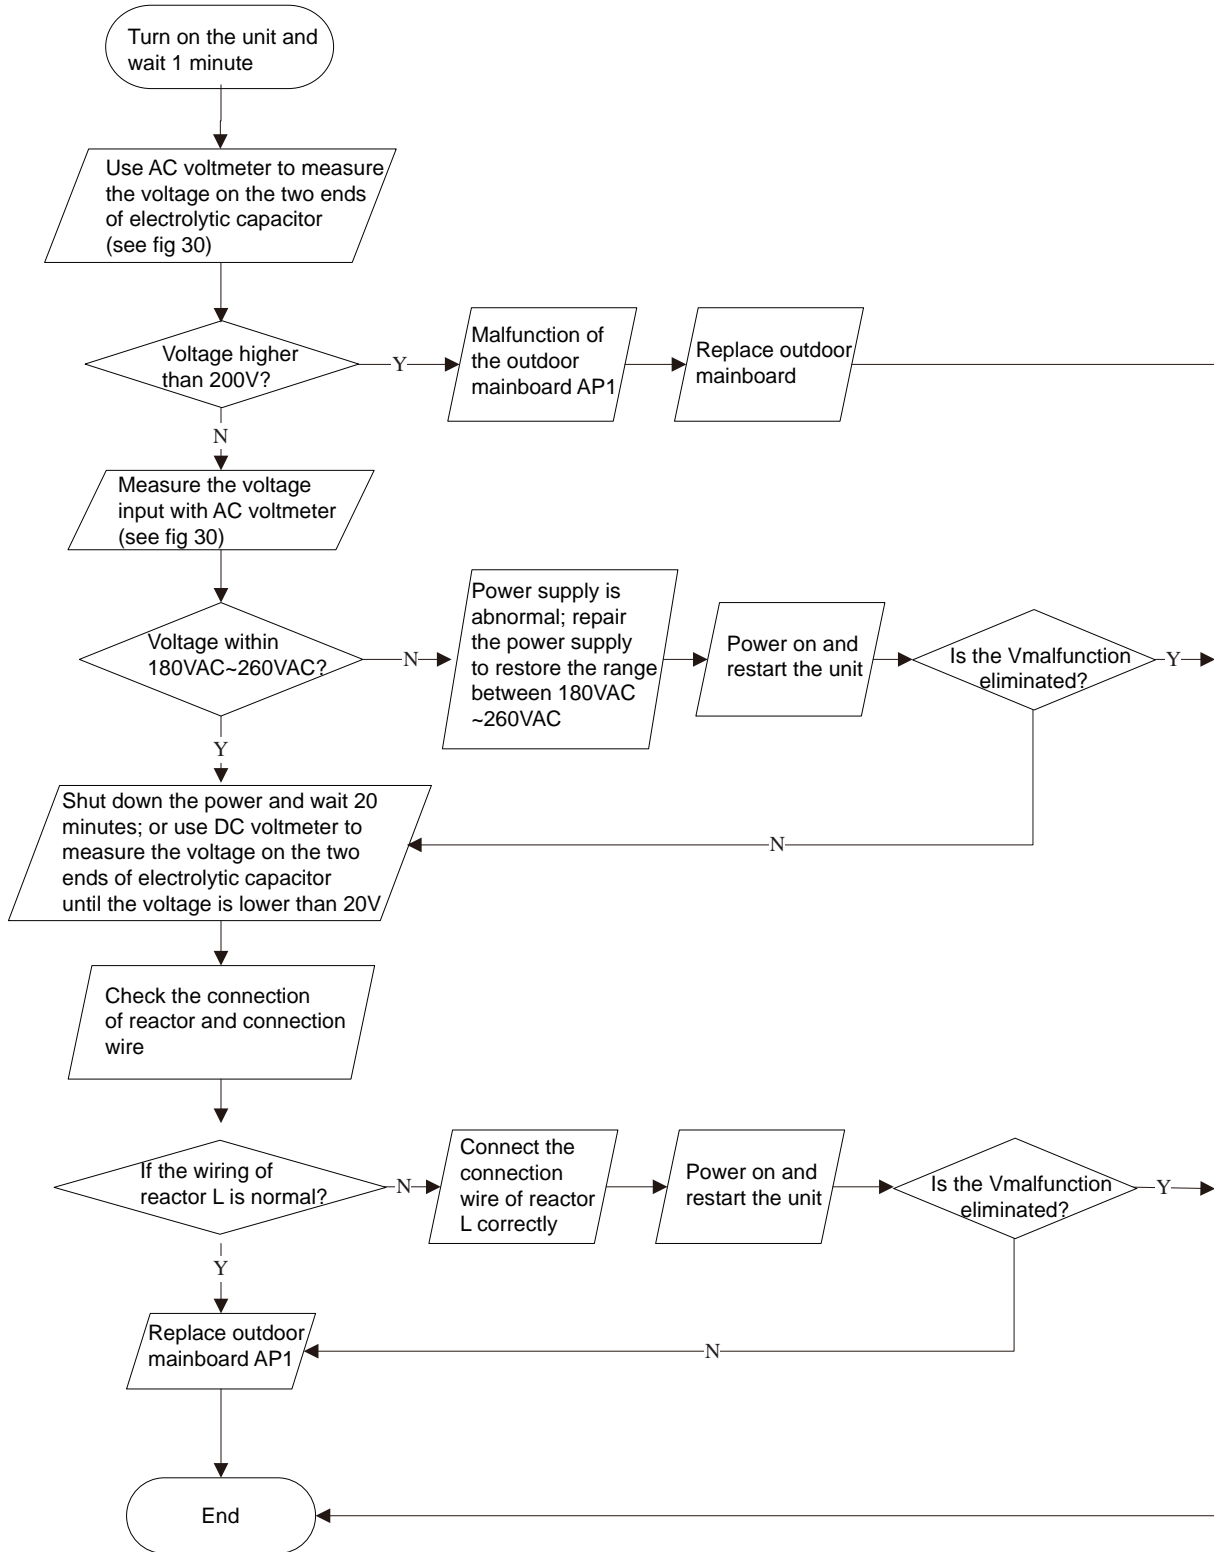 Turn on the unit and
wait 1 minute
Use AC voltmeter to measure
the voltage on the two ends
of electrolytic capacitor
(see fig 30)
Voltage higher
than 200V?
Y
Malfunction of
the outdoor
mainboard AP1
Replace outdoor
mainboard
N
Measure the voltage
input with AC voltmeter
(see fig 30)
Voltage within
180VAC~260VAC?
N
Power supply is
abnormal; repair
the power supply
to restore the range
between 180VAC
~260VAC
Power on and
restart the unit
Is the Vmalfunction
eliminated?
Y
Y
N
Shut down the power and wait 20
minutes; or use DC voltmeter to
measure the voltage on the two
ends of electrolytic capacitor
until the voltage is lower than 20V
Check the connection
of reactor and connection
wire
If the wiring of
reactor L is normal?
N
Connect the
connection
wire of reactor
L correctly
Power on and
restart the unit
Is the Vmalfunction
eliminated?
Y
Y
N
Replace outdoor
mainboard AP1
End